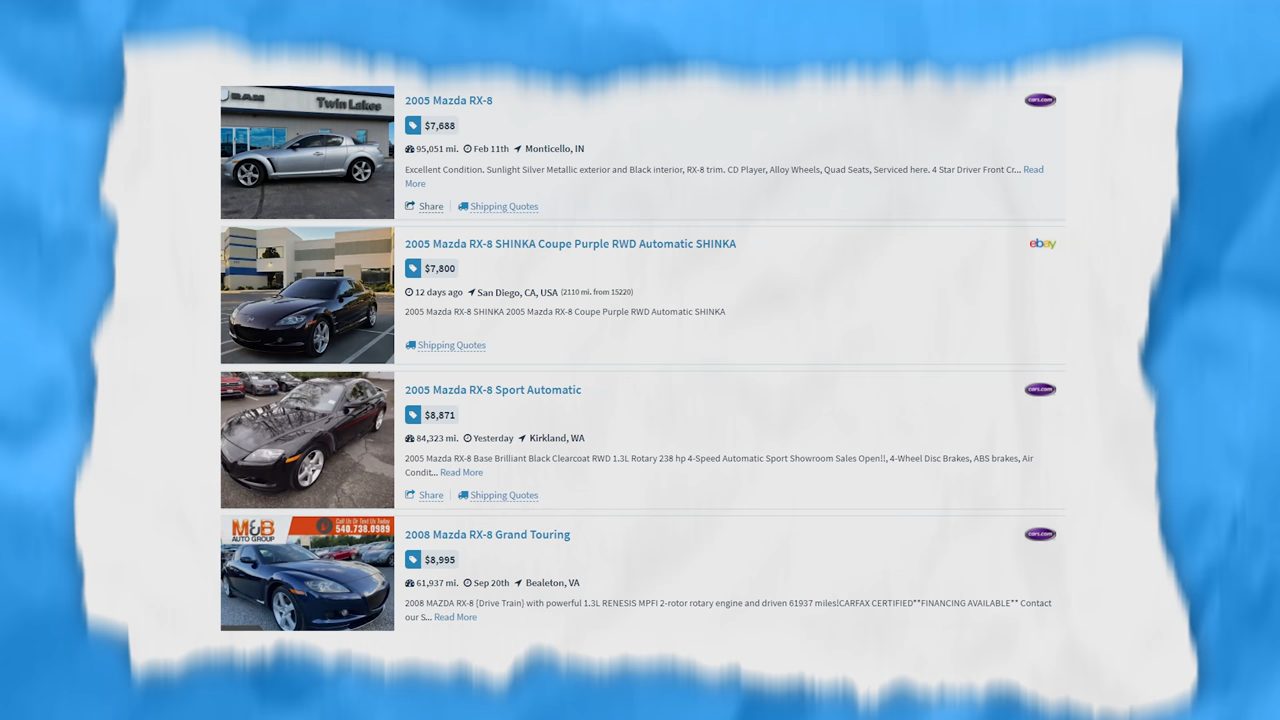 RAM
Twin Lakes
2005 Mazda RX-8
cars.com
$7,688
95,051 mi. Feb 11th Monticello, IN
Excellent Condition. Sunlight Silver Metallic exterior and Black interior, RX-8 trim. CD Player, Alloy Wheels, Quad Seats, Serviced here. 4 Star Driver Front Cr... Read
More
Share Shipping Quotes
2005 Mazda RX-8 SHINKA Coupe Purple RWD Automatic SHINKA
ebay
$7,800
12 days ago San Diego, CA, USA (2110 mi. from 15220)
2005 Mazda RX-8 SHINKA 2005 Mazda RX-8 Coupe Purple RWD Automatic SHINKA
Shipping Quotes
2005 Mazda RX-8 Sport Automatic
cars.com
$8,871
84,323 mi. Yesterday Kirkland, WA
2005 Mazda RX-8 Base Brilliant Black Clearcoat RWD 1.3L Rotary 238 hp 4-Speed Automatic Sport Showroom Sales Open!!, 4-Wheel Disc Brakes, ABS brakes, Air
Condit... Read More
Share Shipping Quotes
M&B
AUTO GROUP
Call Us Or Text Us Today
540.738.0989
2008 Mazda RX-8 Grand Touring
cars.com
$8,995
61,937 mi. Sep 20th Bealeton, VA
2008 MAZDA RX-8 [Drive Train] with powerful 1.3L RENESIS MPFI 2-rotor rotary engine and driven 61937 miles!CARFAX CERTIFIED**FINANCING AVAILABLE** Contact
our S... Read More